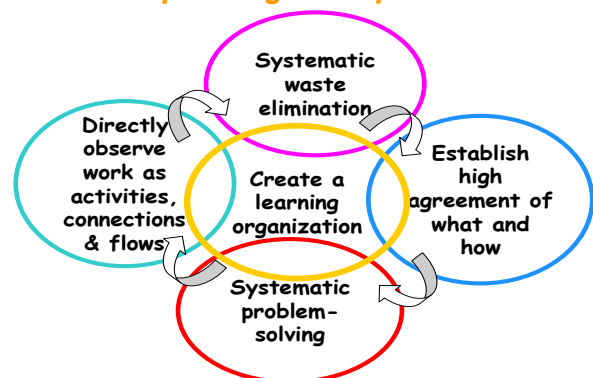 Systematic
waste
elimination
Directly
observe
work as
activities,
connections
& flows
Create a
learning
organization
Establish
high
agreement of
what and
how
Systematic
problem-
solving